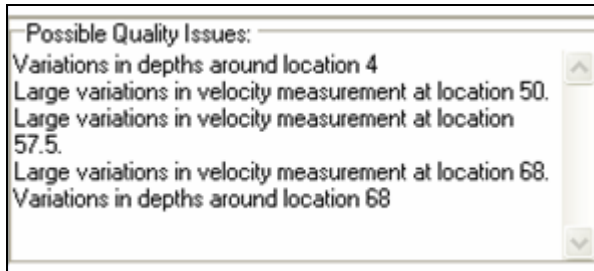 Possible Quality Issues:
Variations in depths around location 4
Large variations in velocity measurement at location 50.
Large variations in velocity measurement at location
57.5.
Large variations in velocity measurement at location 68.
Variations in depths around location 68